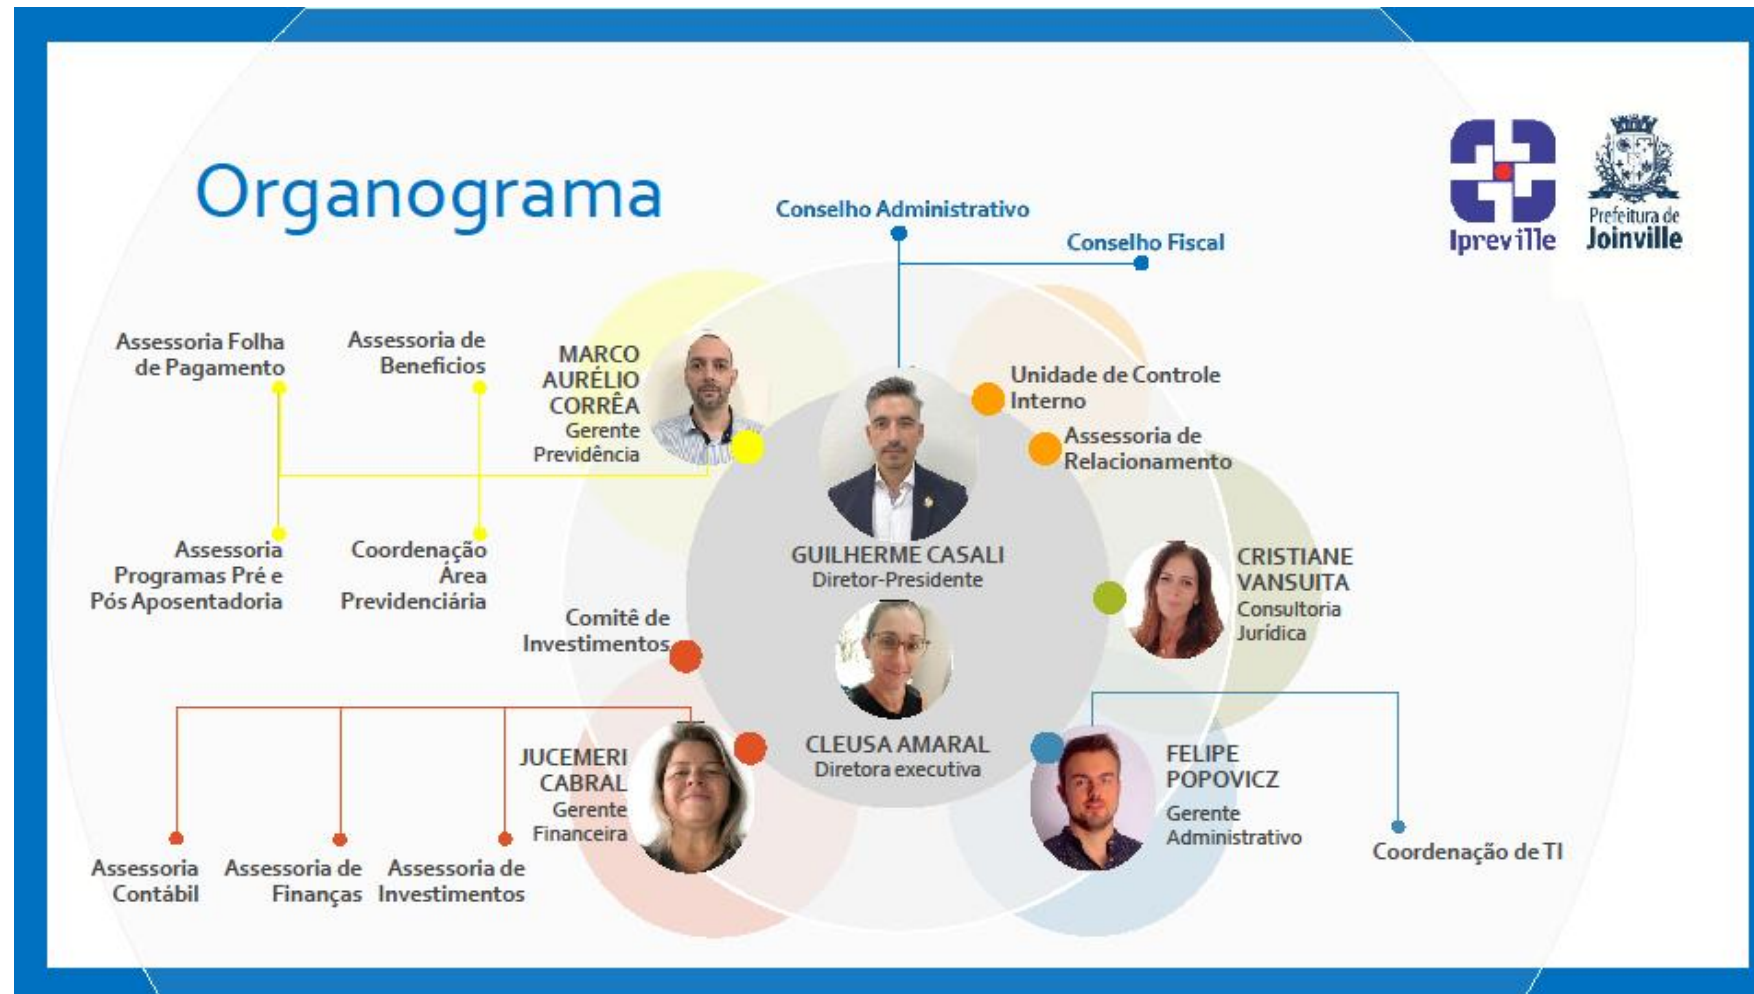 Organograma
Ipreville
Prefeitura de
Joinville
Conselho Administrativo
Conselho Fiscal
Assessoria Folha
de Pagamento
Assessoria de
Beneficios
MARCO
AURÉLIO
CORRÊA
Gerente
Previdência
Unidade de Controle
Interno
Assessoria de
Relacionamento
Assessoria
Programas Pré e
Pós Aposentadoria
Coordenação
Área
Previdenciária
GUILHERME CASALI
Diretor-Presidente
CRISTIANE
VANSUITA
Consultoria
Jurídica
Comitê de
Investimentos
CLEUSA AMARAL
Diretora executiva
JUCEMERI
CABRAL
Gerente
Financeira
FELIPE
POPOVICZ
Gerente
Administrativo
Assessoria
Contábil
Assessoria de
Finanças
Assessoria de
Investimentos
Coordenação de TI